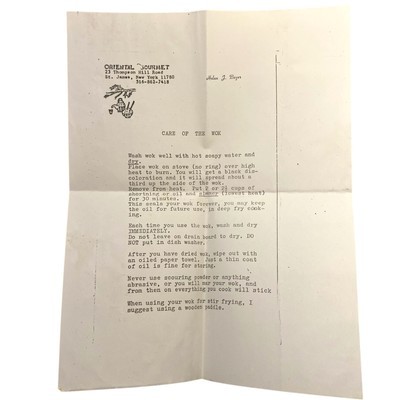 ORIENTAL GOURMET
23 Thompson Hill Road
St. James, New York 11780
516-862-7418
CARE OF THE WOK
Wash wok well with hot soapy water and
dry.
Place wok on stove (no ring) over high
heat to burn. You will get a black dis-
coloration and it will spread about a
third up the side of the wok.
Remove from heat. Put 2 or 2½ cups of
shortning or oil and simmer (lowest heat)
for 30 minutes.
This seals your wok forever, you may keep
the oil for future use, in deep fry cook-
ing.
Each time you use the wok, wash and dry
IMMEDIATELY.
Do not leave on drain board to dry. DO
NOT put in dish washer.
After you have dried wok, wipe out with
an oiled paper towel. Just a thin coat
of oil is fine for storing.
Never use scouring powder or anything
abrasive, or you will mar your wok, and
from then on everything you cook will stick
When using your wok for stir frying, I
suggest using a wooden paddle.